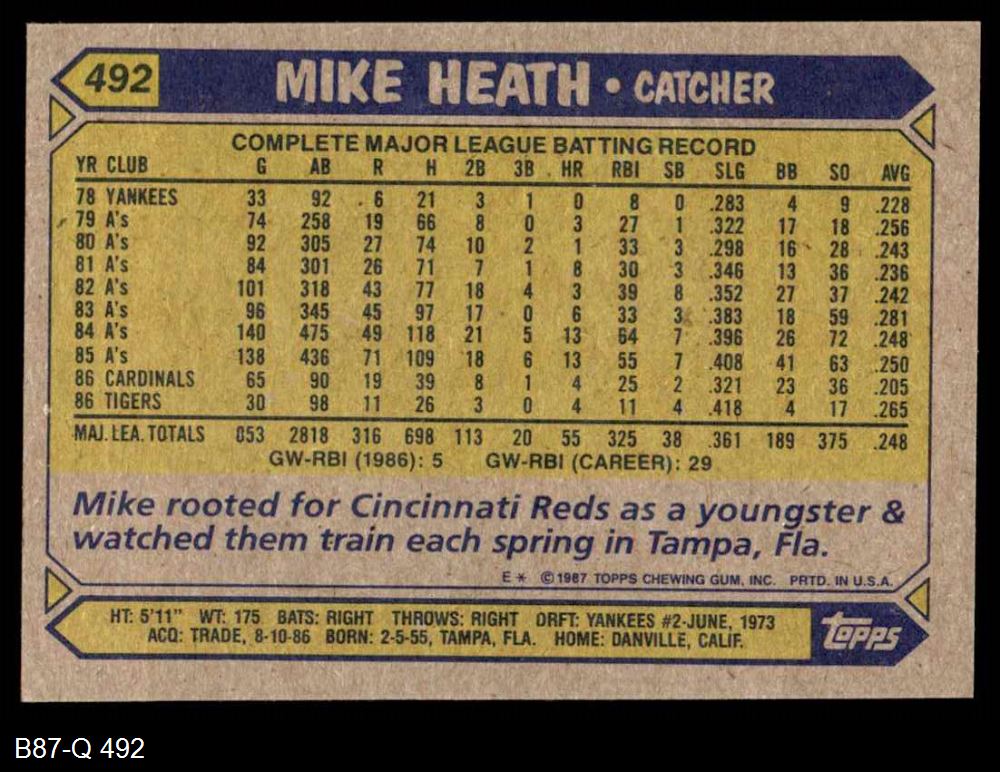 492 MIKE HEATH • CATCHER
COMPLETE MAJOR LEAGUE BATTING RECORD
YR CLUB G AB R H 2B 3B HR RBI SB SLG BB SO AVG
78 YANKEES 33 92 6 21 3 1 0 8 0 .283 4 9 .228
79 A's 74 258 19 66 8 0 3 27 1 .322 17 18 .256
80 A's 92 305 27 74 10 2 1 33 3 .298 16 28 .243
81 A's 84 301 26 71 7 1 8 30 3 .346 13 36 .236
82 A's 101 318 43 77 18 4 3 39 8 .352 27 37 .242
83 A's 96 345 45 97 17 0 6 33 3 .383 18 59 .281
84 A's 140 475 49 118 21 5 13 64 7 .396 26 72 .248
85 A's 138 436 71 109 18 6 13 55 7 .408 41 63 .250
86 CARDINALS 65 90 19 39 8 1 4 25 2 .321 23 36 .205
86 TIGERS 30 98 11 26 3 0 4 11 4 .418 4 17 .265
MAJ. LEA. TOTALS 853 2818 316 698 113 20 55 325 38 .361 189 375 .248
GW-RBI (1986): 5 GW-RBI (CAREER): 29
Mike rooted for Cincinnati Reds as a youngster &
watched them train each spring in Tampa, Fla.
E * © 1987 TOPPS CHEWING GUM, INC. PRTD. IN U.S.A.
HT: 5'11" WT: 175 BATS: RIGHT THROWS: RIGHT DRFT: YANKEES #2-JUNE, 1973
ACQ: TRADE, 8-10-86 BORN: 2-5-55, TAMPA, FLA. HOME: DANVILLE, CALIF.
topps
B87-Q 492